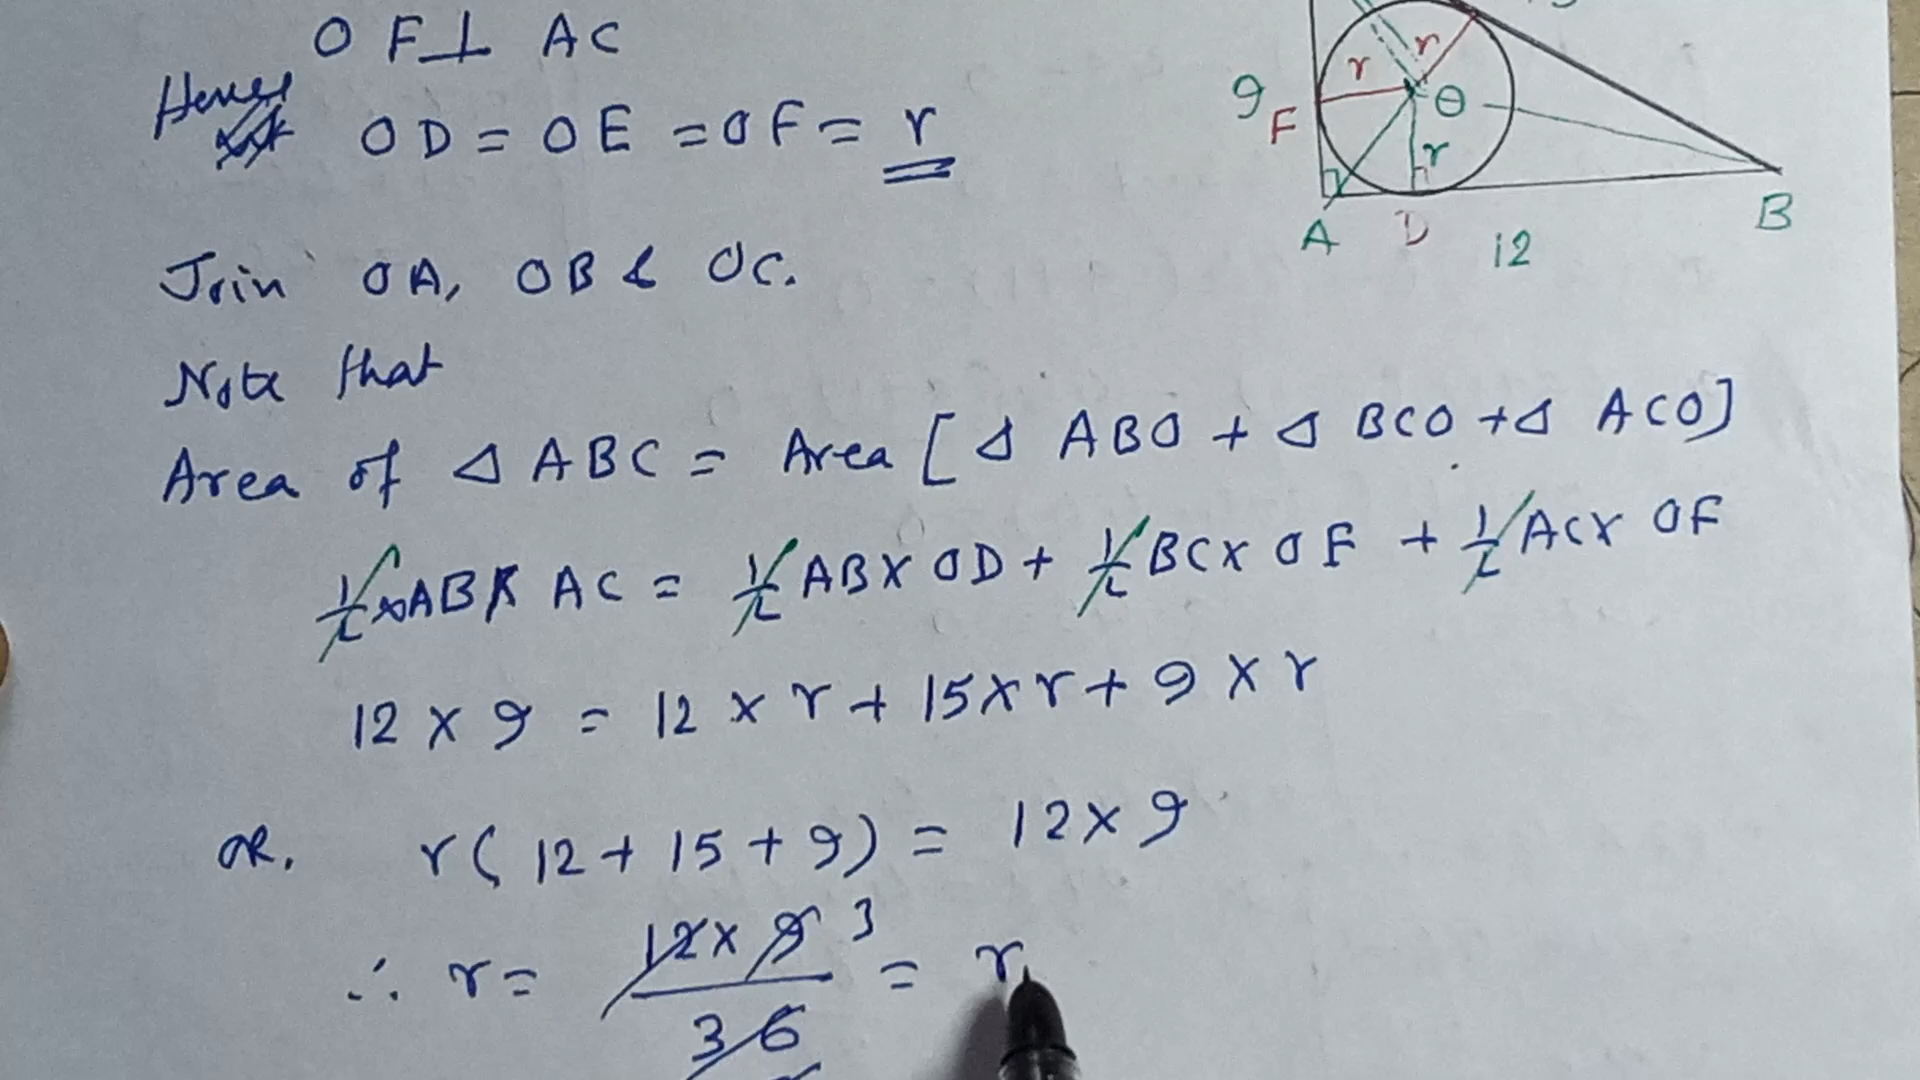 OF⊥ AC
Hence
OD = OE = OF = r
Join OA, OB & OC.
Note that
Area of Δ ABC = Area [Δ ABO + Δ BCO + Δ ACO]
1/2 × AB × AC = 1/2 AB × OD + 1/2 BC × OF + 1/2 AC × OF
12 × 9 = 12 × r + 15 × r + 9 × r
OR. r(12 + 15 + 9) = 12 × 9
∴ r = 12 × 9 3 / 36 = r
9
F
r
r
O
r
A
D
12
B